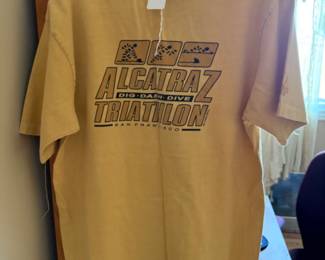 ALCATRAZ
DIG • DASH • DIVE
TRIATHLON
SAN FRANCISCO